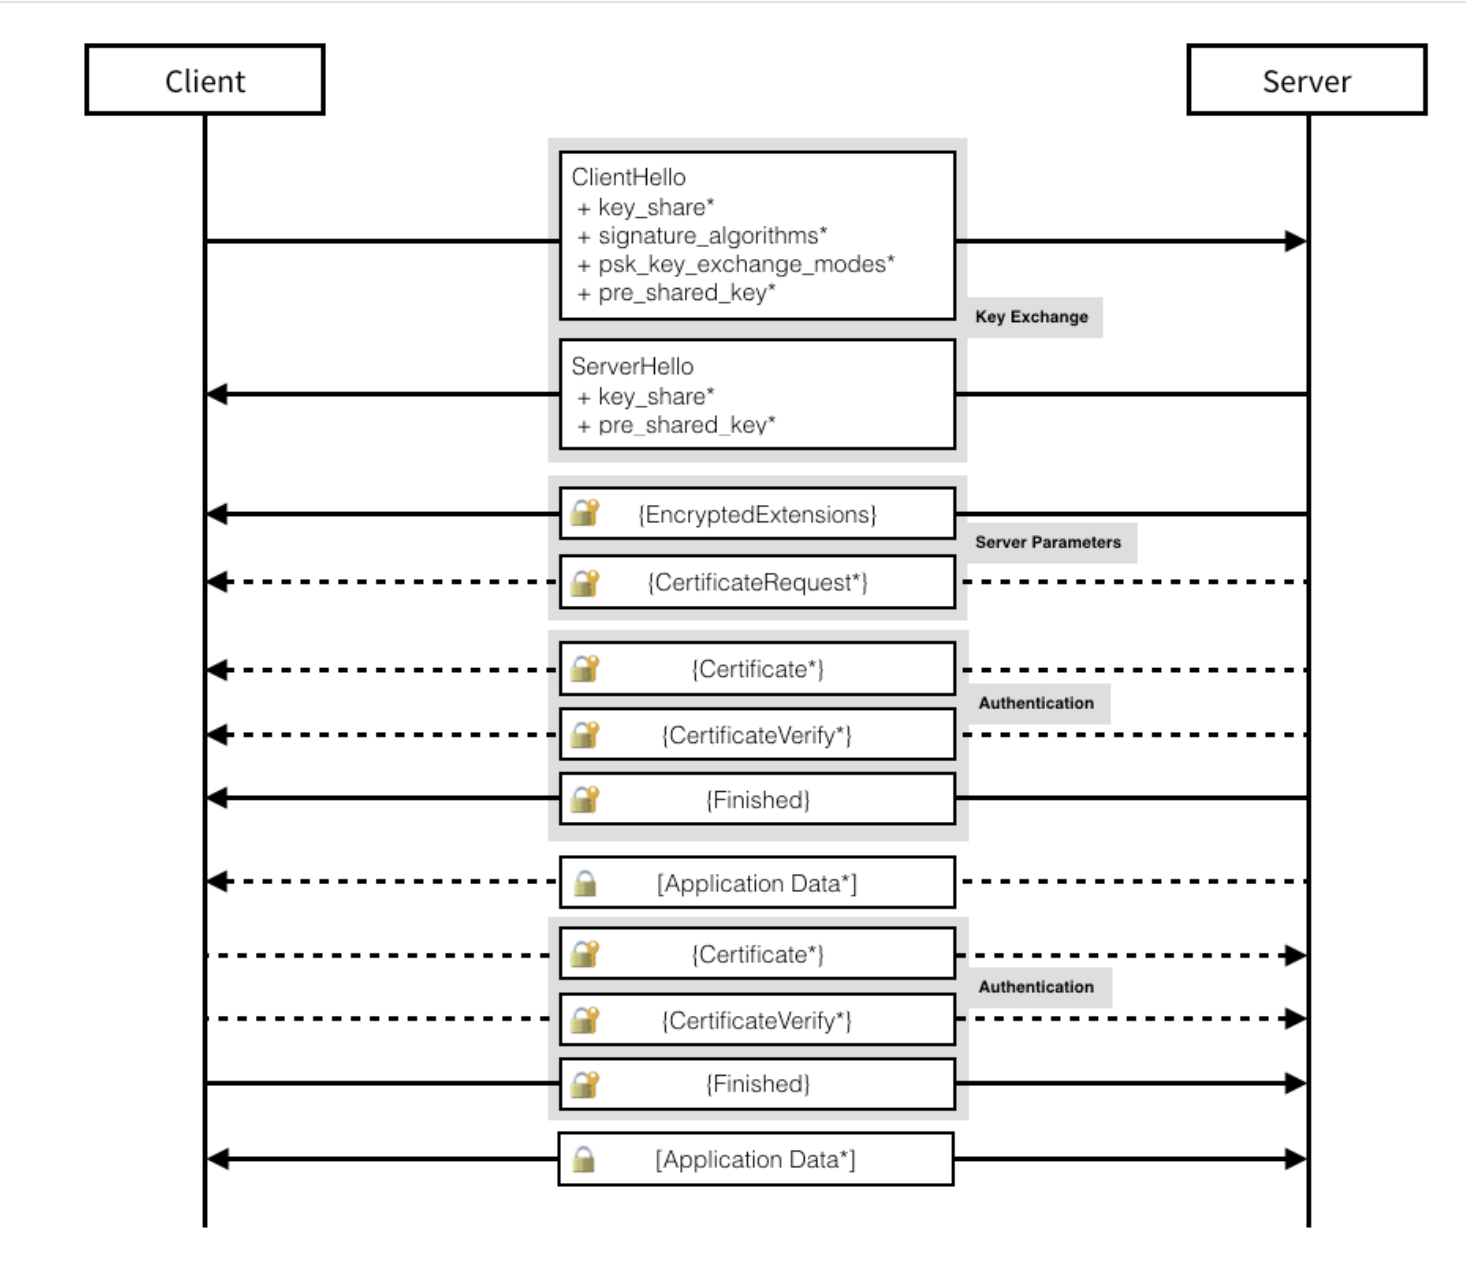 Client
Server
ClientHello
+ key_share*
+ signature_algorithms*
+ psk_key_exchange_modes*
+ pre_shared_key*
Key Exchange
ServerHello
+ key_share*
+ pre_shared_key*
{EncryptedExtensions}
Server Parameters
{CertificateRequest*}
{Certificate*}
Authentication
{CertificateVerify*}
{Finished}
[Application Data*]
{Certificate*}
Authentication
{CertificateVerify*}
{Finished}
[Application Data*]